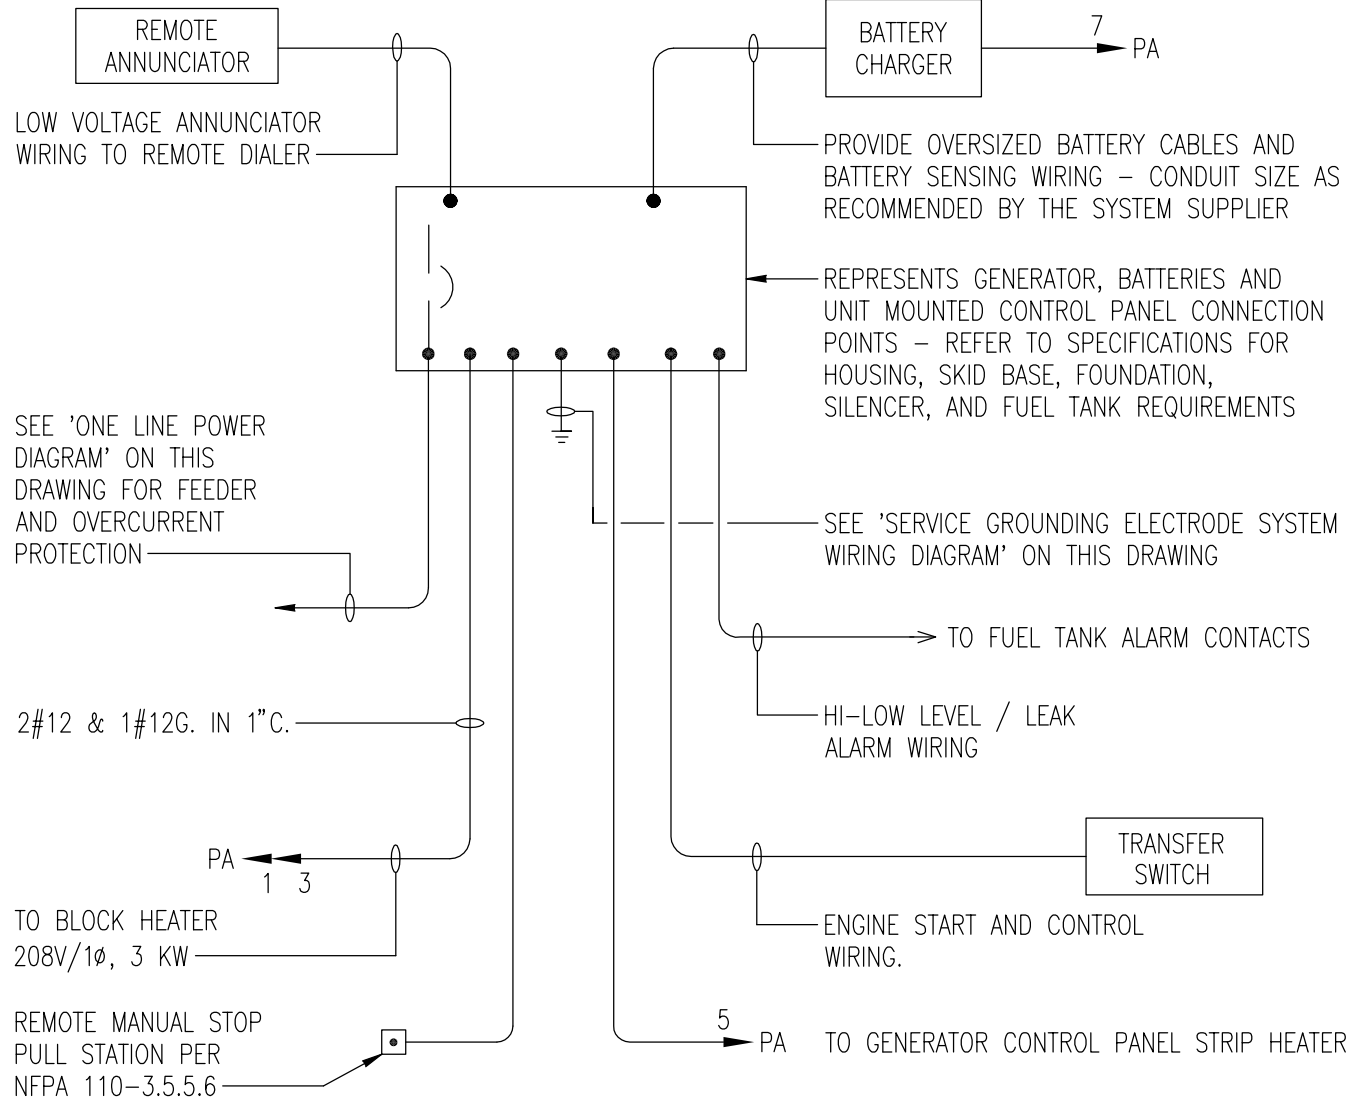 REMOTE
ANNUNCIATOR
BATTERY
CHARGER
7
PA
LOW VOLTAGE ANNUNCIATOR
WIRING TO REMOTE DIALER
PROVIDE OVERSIZED BATTERY CABLES AND
BATTERY SENSING WIRING – CONDUIT SIZE AS
RECOMMENDED BY THE SYSTEM SUPPLIER
REPRESENTS GENERATOR, BATTERIES AND
UNIT MOUNTED CONTROL PANEL CONNECTION
POINTS – REFER TO SPECIFICATIONS FOR
HOUSING, SKID BASE, FOUNDATION,
SILENCER, AND FUEL TANK REQUIREMENTS
SEE 'ONE LINE POWER
DIAGRAM' ON THIS
DRAWING FOR FEEDER
AND OVERCURRENT
PROTECTION
SEE 'SERVICE GROUNDING ELECTRODE SYSTEM
WIRING DIAGRAM' ON THIS DRAWING
TO FUEL TANK ALARM CONTACTS
2#12 & 1#12G. IN 1"C.
HI-LOW LEVEL / LEAK
ALARM WIRING
TRANSFER
SWITCH
PA
1 3
TO BLOCK HEATER
208V/1ø, 3 KW
ENGINE START AND CONTROL
WIRING.
REMOTE MANUAL STOP
PULL STATION PER
NFPA 110-3.5.5.6
5
PA TO GENERATOR CONTROL PANEL STRIP HEATER